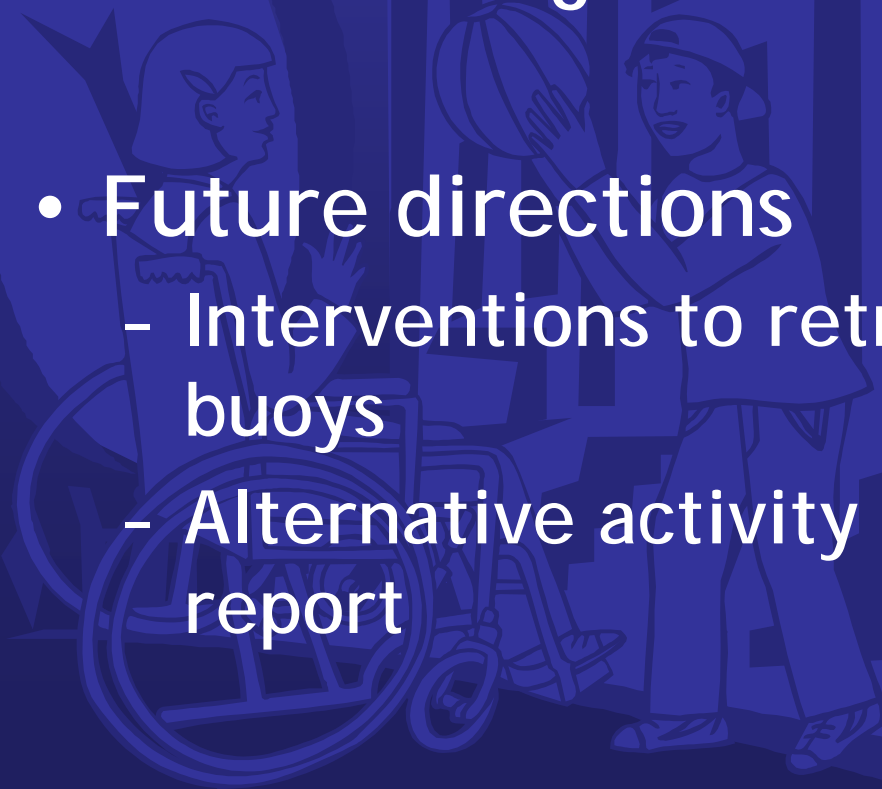 • Future directions
– Interventions to
buoys
– Alternative activity
report